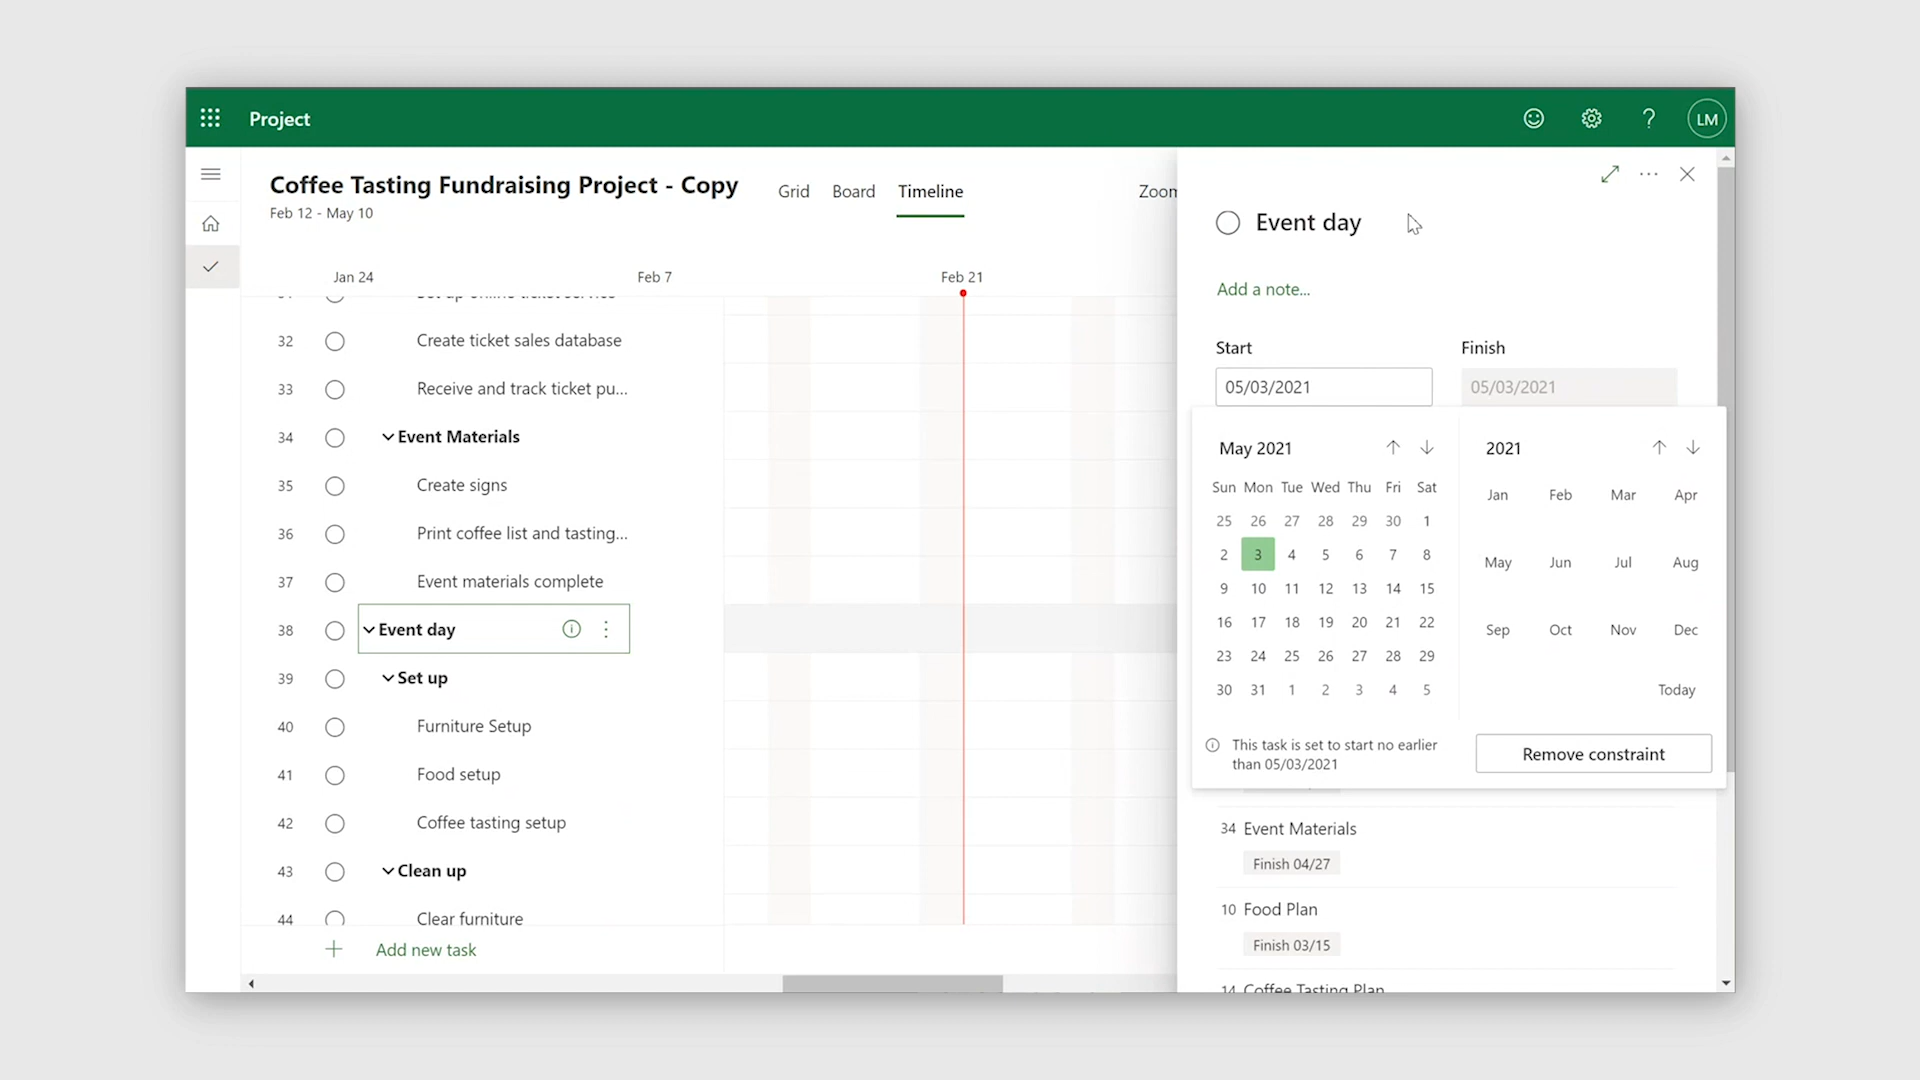 Project
LM
Coffee Tasting Fundraising Project - Copy
Feb 12 - May 10
Grid Board Timeline
Zoom
Jan 24 Feb 7 Feb 21
32 Create ticket sales database
33 Receive and track ticket pu...
34 Event Materials
35 Create signs
36 Print coffee list and tasting...
37 Event materials complete
38 Event day
39 Set up
40 Furniture Setup
41 Food setup
42 Coffee tasting setup
43 Clean up
44 Clear furniture
Add new task
Event day
Add a note...
Start Finish
05/03/2021 05/03/2021
May 2021
Sun Mon Tue Wed Thu Fri Sat
25 26 27 28 29 30 1
2 3 4 5 6 7 8
9 10 11 12 13 14 15
16 17 18 19 20 21 22
23 24 25 26 27 28 29
30 31 1 2 3 4 5
2021
Jan Feb Mar Apr
May Jun Jul Aug
Sep Oct Nov Dec
Today
This task is set to start no earlier
than 05/03/2021
Remove constraint
34 Event Materials
Finish 04/27
10 Food Plan
Finish 03/15
14 Coffee Tasting Plan